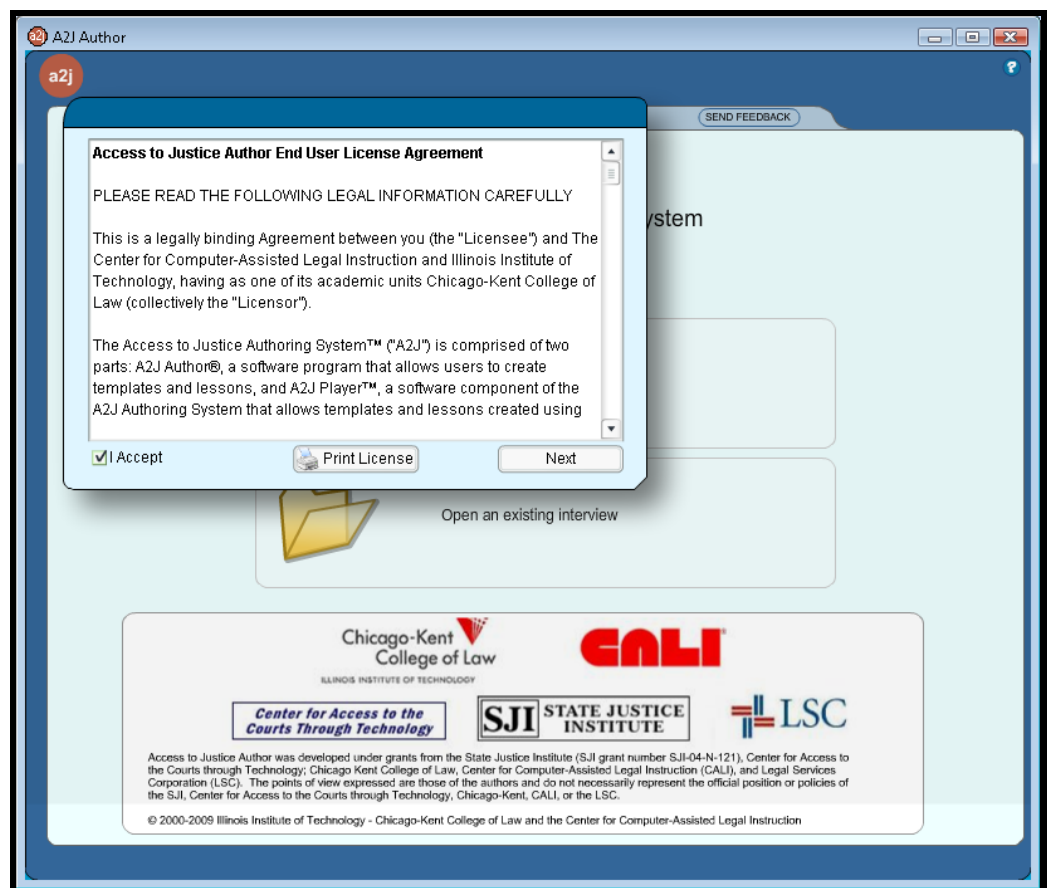 A2J Author
a2j
SEND FEEDBACK
Access to Justice Author End User License Agreement
PLEASE READ THE FOLLOWING LEGAL INFORMATION CAREFULLY
This is a legally binding Agreement between you (the "Licensee") and The
Center for Computer-Assisted Legal Instruction and Illinois Institute of
Technology, having as one of its academic units Chicago-Kent College of
Law (collectively the "Licensor").
The Access to Justice Authoring System™ ("A2J") is comprised of two
parts: A2J Author®, a software program that allows users to create
templates and lessons, and A2J Player™, a software component of the
A2J Authoring System that allows templates and lessons created using
ystem
I Accept
Print License
Next
Open an existing interview
Chicago-Kent
College of Law
ILLINOIS INSTITUTE OF TECHNOLOGY
CALI
Center for Access to the
Courts Through Technology
SJI STATE JUSTICE
INSTITUTE
LSC
Access to Justice Author was developed under grants from the State Justice Institute (SJI grant number SJI-04-N-121), Center for Access to
the Courts through Technology; Chicago Kent College of Law, Center for Computer-Assisted Legal Instruction (CALI), and Legal Services
Corporation (LSC). The points of view expressed are those of the authors and do not necessarily represent the official position or policies of
the SJI, Center for Access to the Courts through Technology, Chicago-Kent, CALI, or the LSC.
© 2000-2009 Illinois Institute of Technology - Chicago-Kent College of Law and the Center for Computer-Assisted Legal Instruction